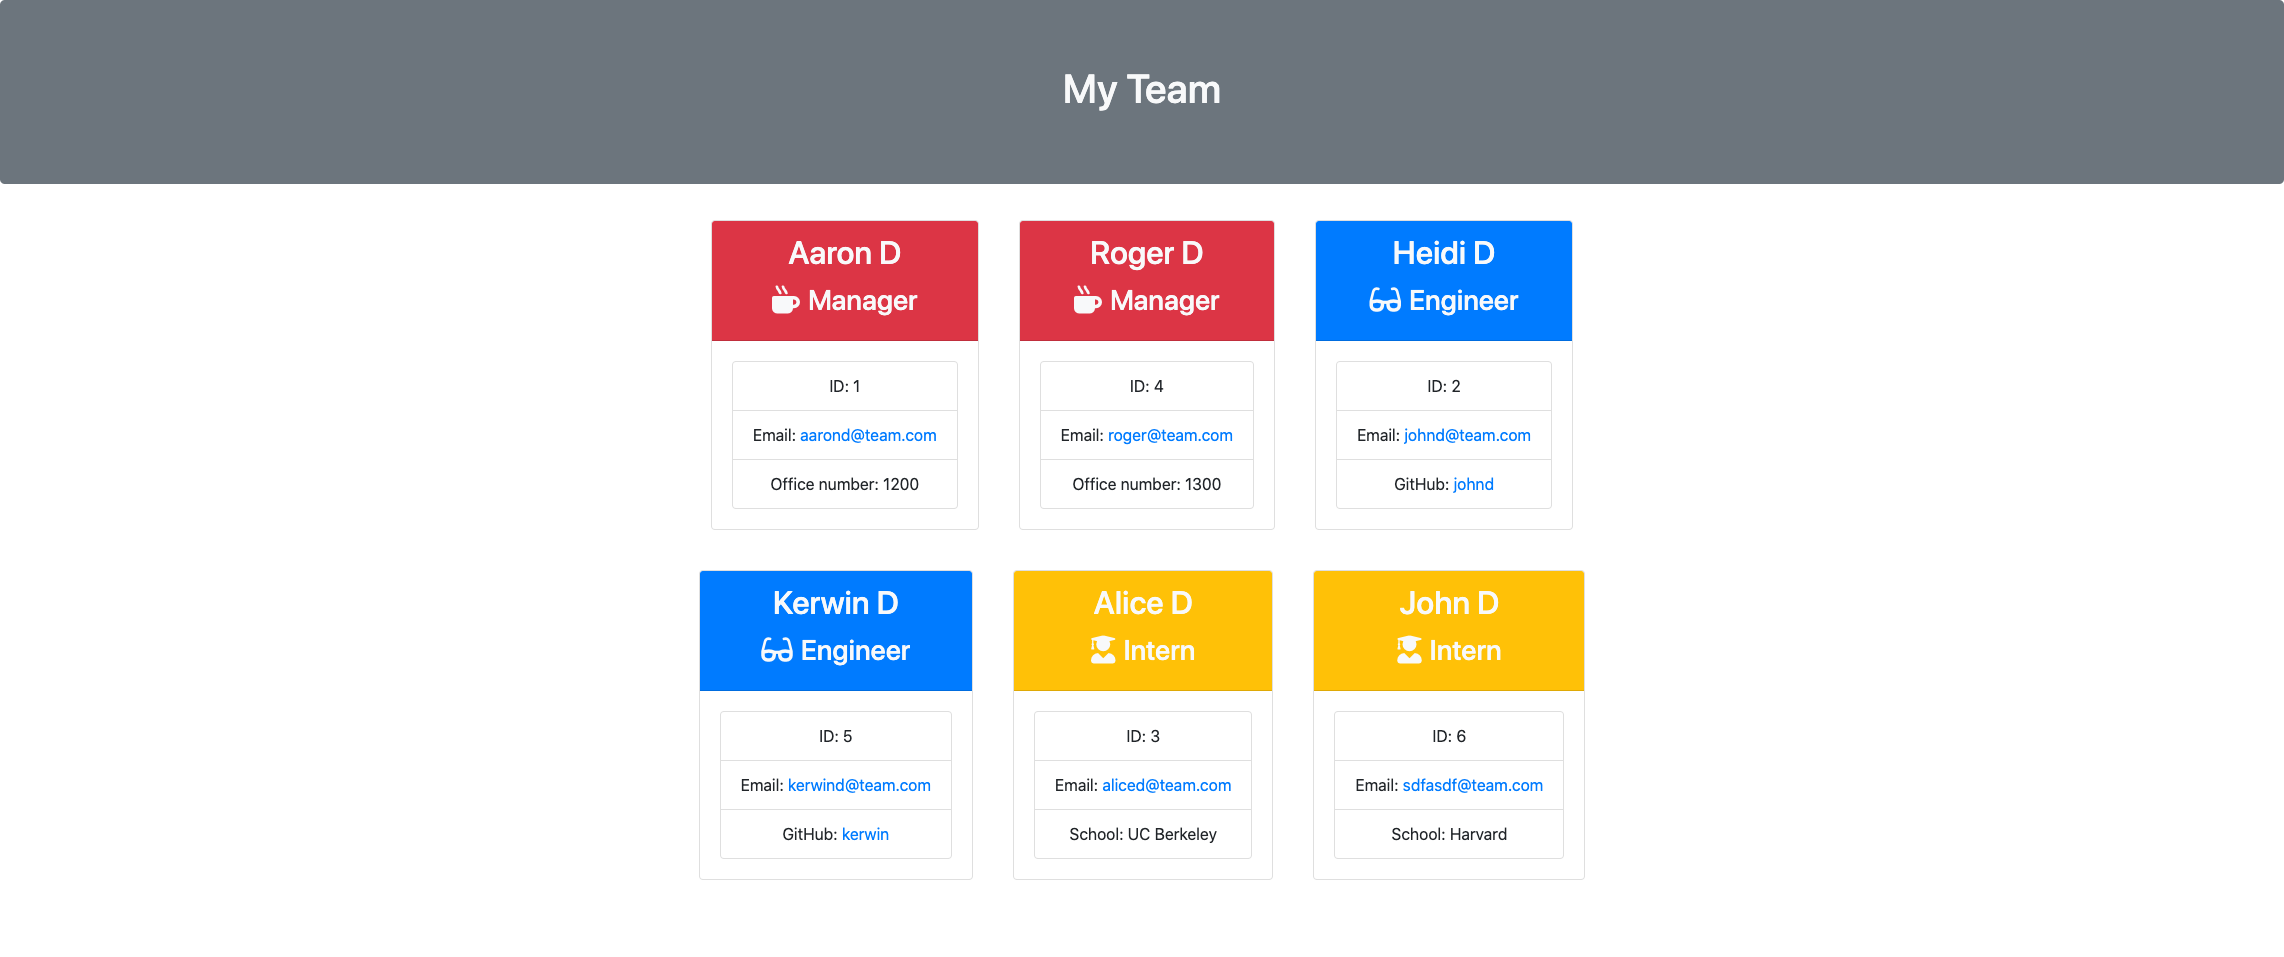 My Team
Aaron D
Manager
ID: 1
Email: aarond@team.com
Office number: 1200
Roger D
Manager
ID: 4
Email: roger@team.com
Office number: 1300
Heidi D
Engineer
ID: 2
Email: johnd@team.com
GitHub: johnd
Kerwin D
Engineer
ID: 5
Email: kerwind@team.com
GitHub: kerwin
Alice D
Intern
ID: 3
Email: aliced@team.com
School: UC Berkeley
John D
Intern
ID: 6
Email: sdfasdf@team.com
School: Harvard